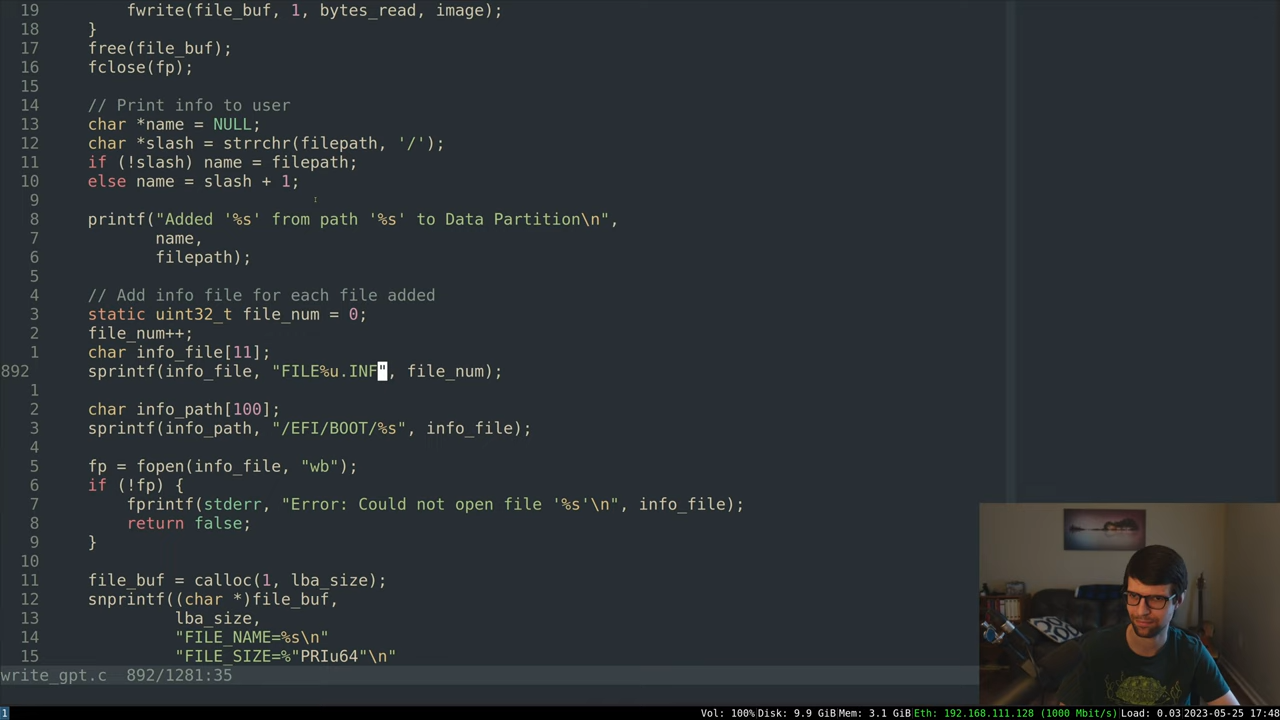 19 fwrite(file_buf, 1, bytes_read, image);
18 }
17 free(file_buf);
16 fclose(fp);
15
14 // Print info to user
13 char *name = NULL;
12 char *slash = strrchr(filepath, '/');
11 if (!slash) name = filepath;
10 else name = slash + 1;
9
8 printf("Added '%s' from path '%s' to Data Partition\n",
7 name,
6 filepath);
5
4 // Add info file for each file added
3 static uint32_t file_num = 0;
2 file_num++;
1 char info_file[11];
892 sprintf(info_file, "FILE%u.INF", file_num);
1
2 char info_path[100];
3 sprintf(info_path, "/EFI/BOOT/%s", info_file);
4
5 fp = fopen(info_file, "wb");
6 if (!fp) {
7 fprintf(stderr, "Error: Could not open file '%s'\n", info_file);
8 return false;
9 }
10
11 file_buf = calloc(1, lba_size);
12 snprintf((char *)file_buf,
13 lba_size,
14 "FILE_NAME=%s\n"
15 "FILE_SIZE=%"PRIu64"\n"
write_gpt.c 892/1281:35
1 Vol: 100% Disk: 9.9 GiB Mem: 3.1 GiB Eth: 192.168.111.128 (1000 Mbit/s) Load: 0.03 2023-05-25 17:48